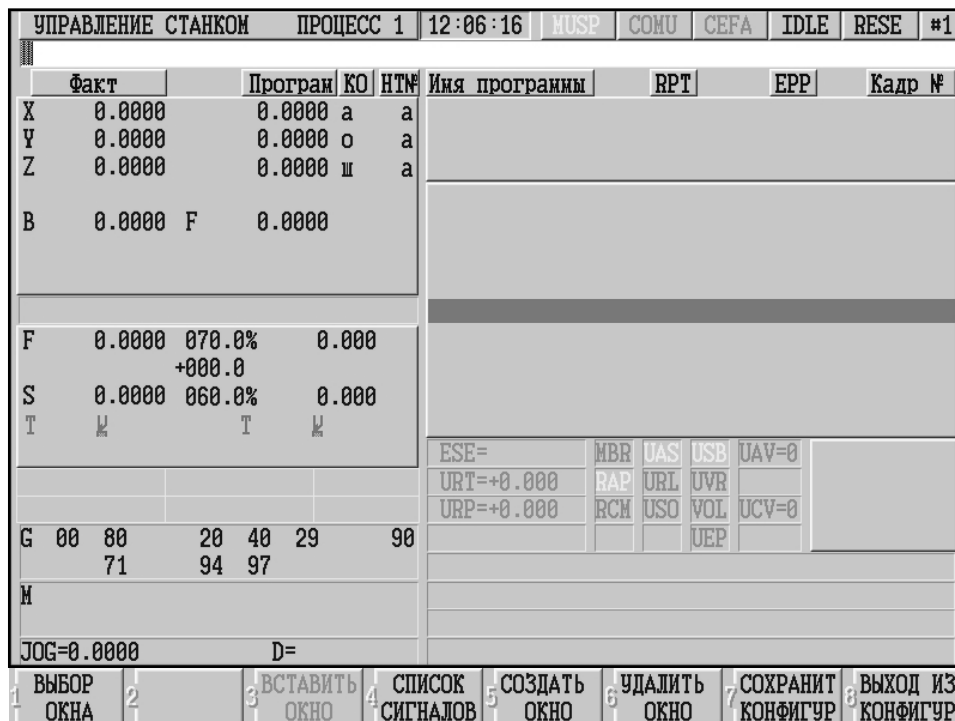 УПРАВЛЕНИЕ СТАНКОМ ПРОЦЕСС 1 12:06:16 MUSP COMU CEFA IDLE RESE #1
Факт Програм КО НТ№ Имя программы RPT EPP Кадр №
X 0.0000 0.0000 а а
Y 0.0000 0.0000 о а
Z 0.0000 0.0000 ш а
B 0.0000 F 0.0000
F 0.0000 070.0% 0.000
+000.0
S 0.0000 060.0% 0.000
T T
ESE= MBR UAS USB UAV=0
URT=+0.000 RAP URL UVR
URP=+0.000 RCM USO VOL UCV=0
UEP
G 00 80 20 40 29 90
71 94 97
M
JOG=0.0000 D=
1 ВЫБОР ОКНА
2
3 ВСТАВИТЬ ОКНО
4 СПИСОК СИГНАЛОВ
5 СОЗДАТЬ ОКНО
6 УДАЛИТЬ ОКНО
7 СОХРАНИТ КОНФИГУР
8 ВЫХОД ИЗ КОНФИГУР